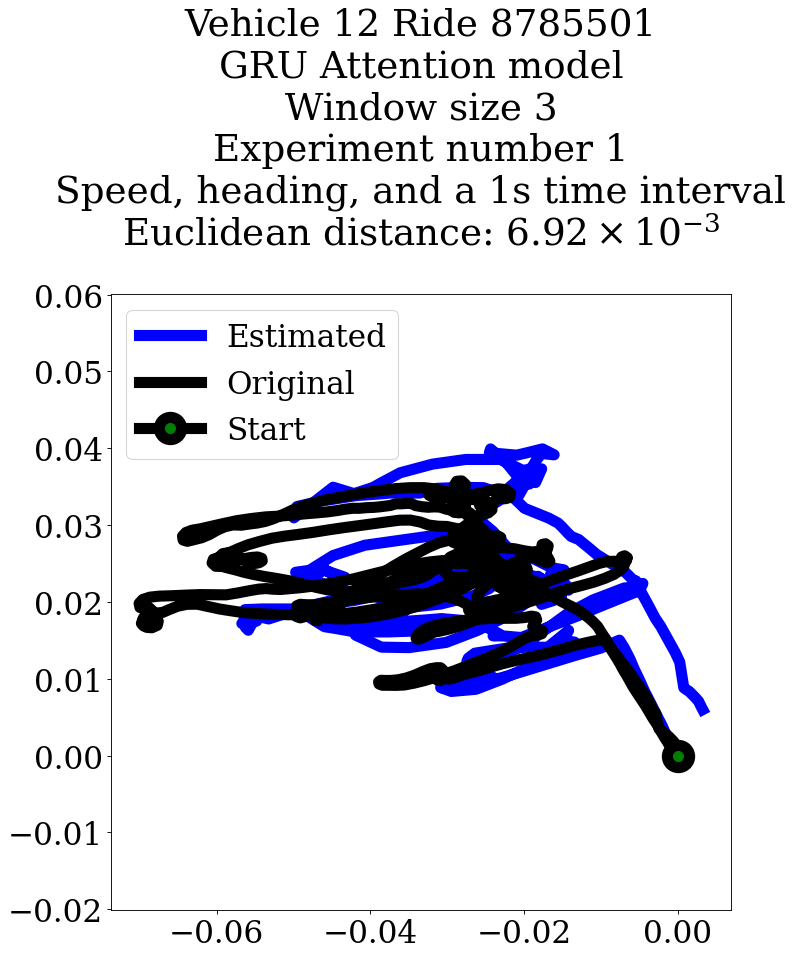 Vehicle 12 Ride 8785501
GRU Attention model
Window size 3
Experiment number 1
Speed, heading, and a 1s time interval
Euclidean distance: 6.92 × 10⁻³
0.06
0.05
0.04
0.03
0.02
0.01
0.00
−0.01
−0.02
Estimated
Original
Start
−0.06 −0.04 −0.02 0.00